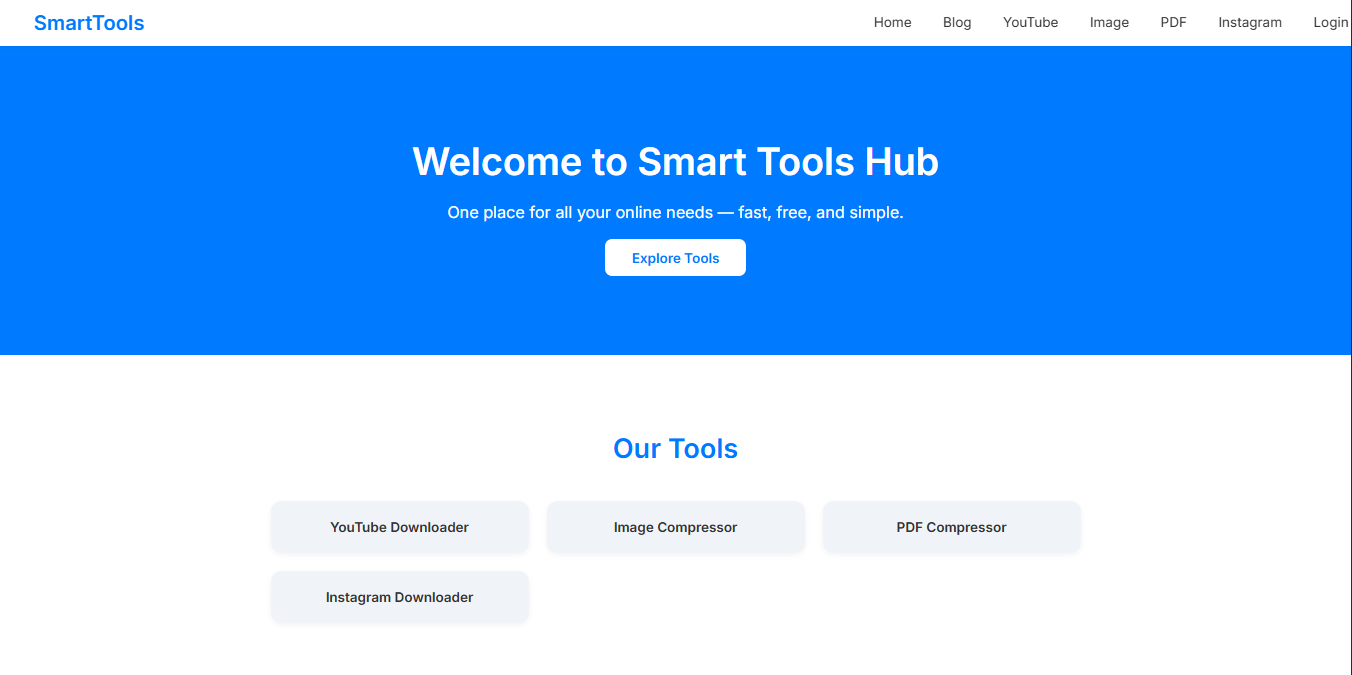 SmartTools
Home Blog YouTube Image PDF Instagram Login
Welcome to Smart Tools Hub
One place for all your online needs — fast, free, and simple.
Explore Tools
Our Tools
YouTube Downloader
Image Compressor
PDF Compressor
Instagram Downloader